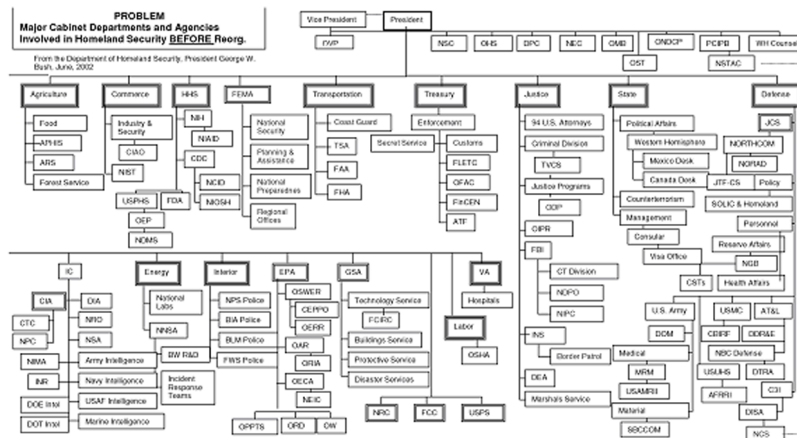 PROBLEM
Major Cabinet Departments and Agencies
Involved in Homeland Security BEFORE Reorg.
From the Department of Homeland Security, President George W.
Bush, June, 2002
Vice President
President
OVP
NSC
OHS
DPC
NEC
OMB
ONDCP
PCIPB
WH Counsel
OST
NSTAC
Agriculture
Commerce
HHS
FEMA
Transportation
Treasury
Justice
State
Defense
Food
APHIS
ARS
Forest Service
Industry &
Security
CIAO
NIST
NIH
NIAID
CDC
NCID
NIOSH
USPHS
FDA
OEP
NDMS
National
Security
Planning &
Assistance
National
Preparednes
Regional
Offices
Coast Guard
TSA
FAA
FHA
Enforcement
Secret Service
Customs
FLETC
OFAC
FinCEN
ATF
94 U.S. Attorneys
Criminal Division
TVCS
Justice Programs
ODP
OIPR
FBI
CT Division
NDPO
NIPC
INS
Border Patrol
DEA
Marshals Service
Political Affairs
Western Hemisphere
Mexico Desk
Canada Desk
Counterterrorism
Management
Consular
Visa Office
JCS
NORTHCOM
NORAD
JTF-CS
Policy
SOLIC & Homeland
Personnel
Reserve Affairs
NGB
CSTs
Health Affairs
U.S. Army
USMC
AT&L
DOM
CBIRF
DDR&E
Medical
NBC Defense
MRM
USUHS
DTRA
USAMRII
AFRRI
C3I
Material
DISA
SBCCOM
NCS
IC
Energy
Interior
EPA
GSA
VA
CIA
CTC
NPC
NIMA
INR
DOE Intel
DOT Intel
DIA
NRO
NSA
Army Intelligence
Navy Intelligence
USAF Intelligence
Marine Intelligence
National
Labs
NNSA
BW R&D
Incident
Response
Teams
NPS Police
BIA Police
BLM Police
FWS Police
OSWER
CEPPO
OERR
OAR
ORIA
OECA
NEIC
OPPTS
ORD
OW
Technology Service
FCIRC
Buildings Service
Protective Service
Disaster Services
Hospitals
Labor
OSHA
NRC
FCC
USPS